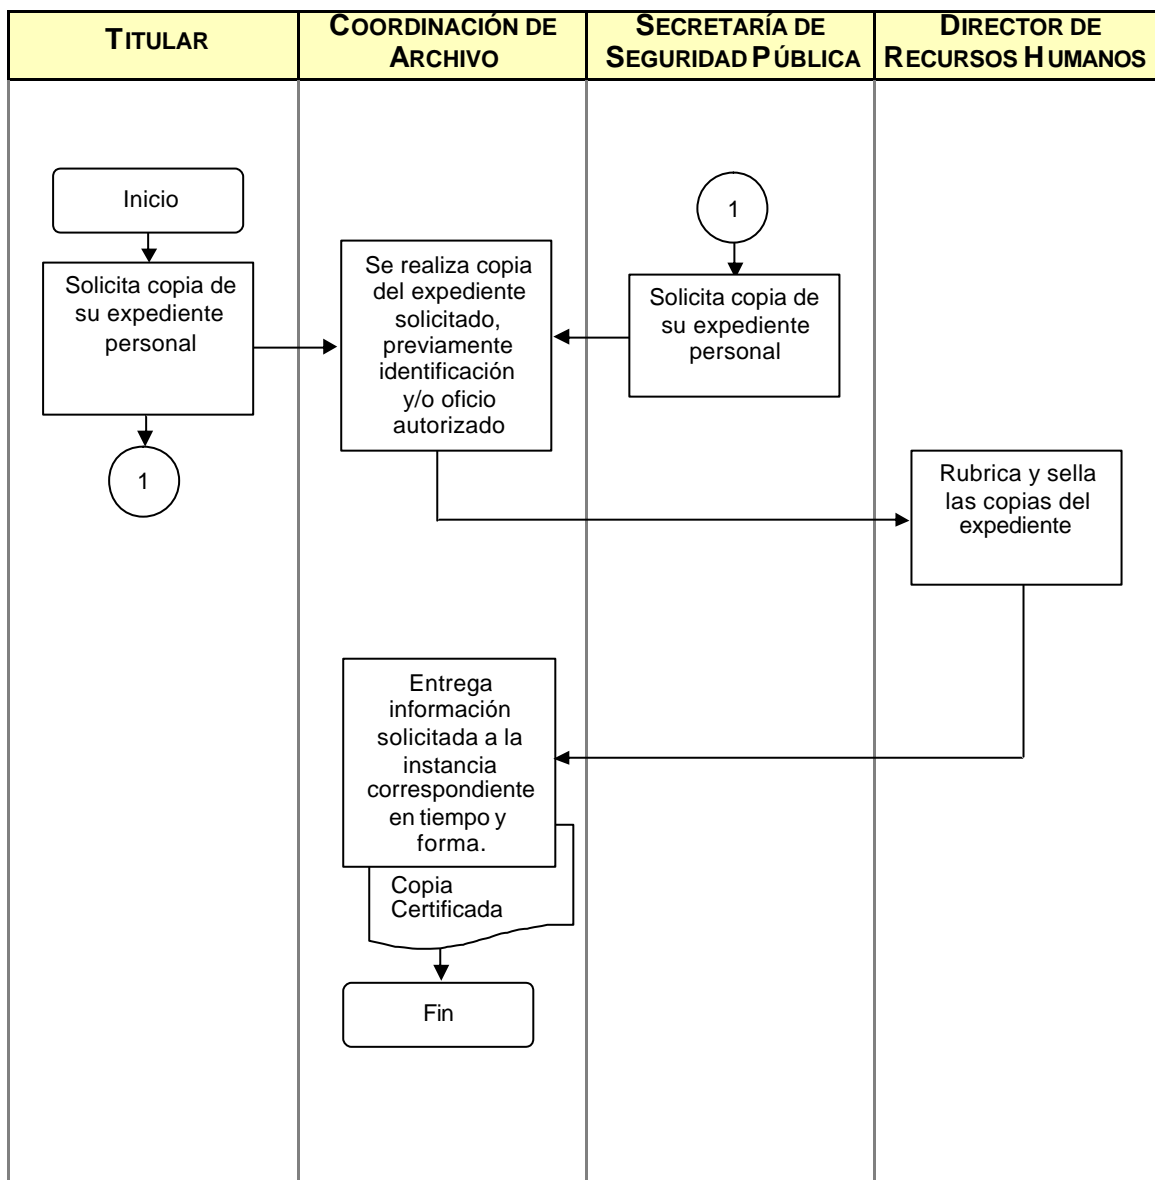 TITULAR
COORDINACIÓN DE
ARCHIVO
SECRETARÍA DE
SEGURIDAD PÚBLICA
DIRECTOR DE
RECURSOS HUMANOS
Inicio
Solicita copia de
su expediente
personal
1
Se realiza copia
del expediente
solicitado,
previamente
identificación
y/o oficio
autorizado
1
Solicita copia de
su expediente
personal
Rubrica y sella
las copias del
expediente
Entrega
información
solicitada a la
instancia
correspondiente
en tiempo y
forma.
Copia
Certificada
Fin